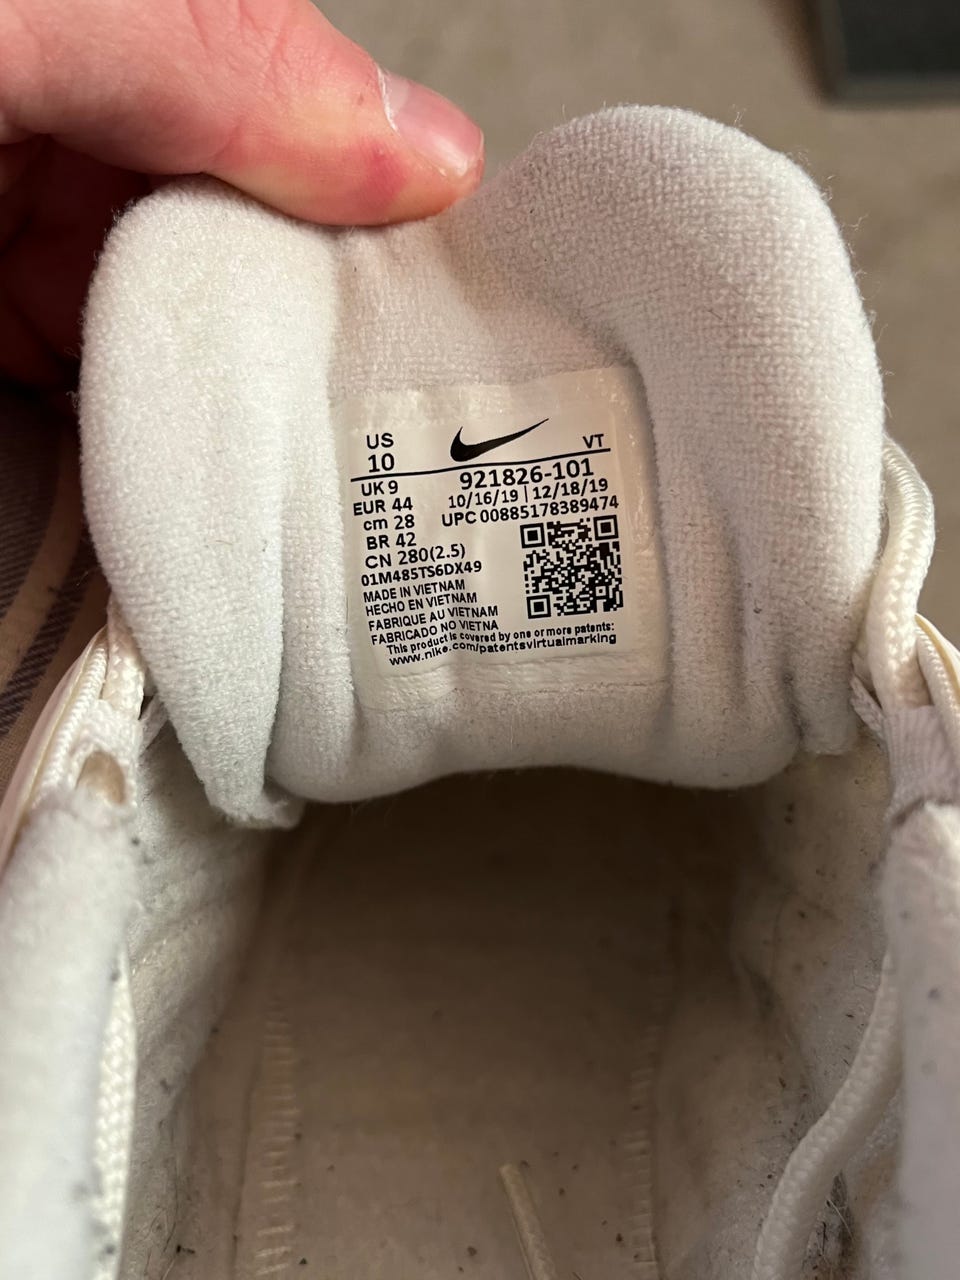 US
10
VT
UK 9
EUR 44
cm 28
BR 42
CN 280(2.5)
921826-101
10/16/19 | 12/18/19
UPC 00885178389474
01M485TS6DX49
MADE IN VIETNAM
HECHO EN VIETNAM
FABRIQUE AU VIETNAM
FABRICADO NO VIETNA
This product is covered by one or more patents:
www.nike.com/patentsvirtualmarking